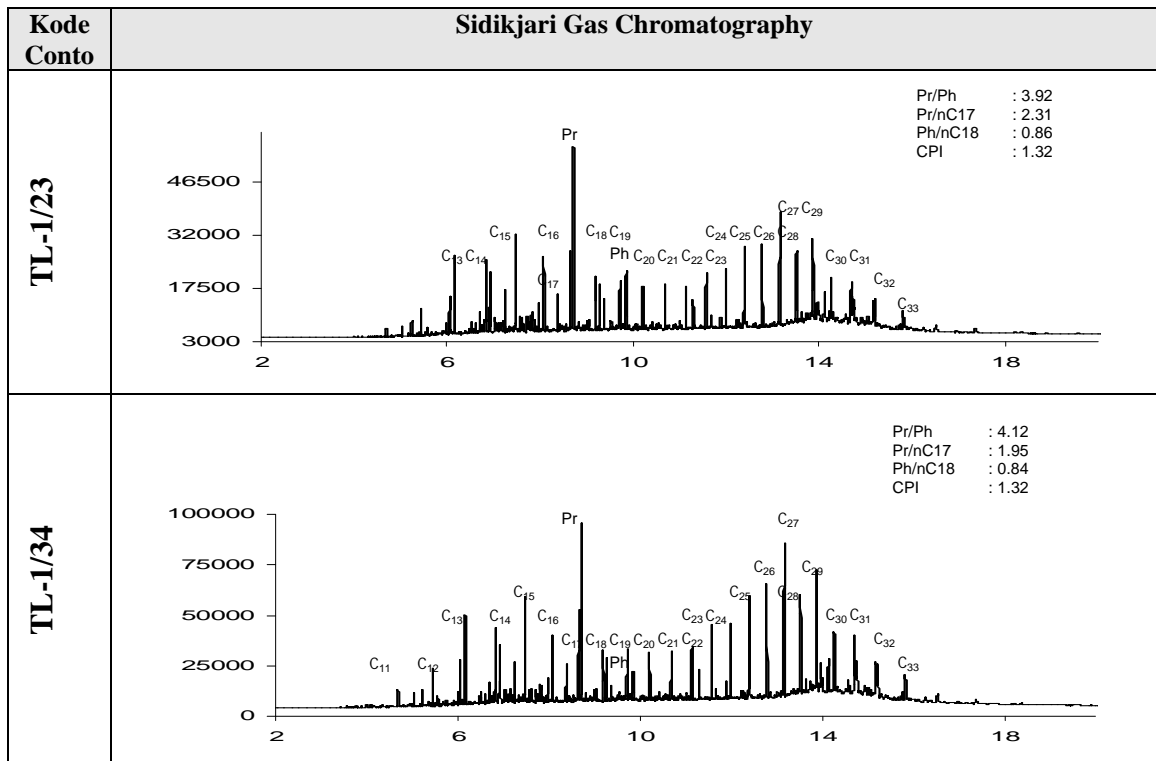 Kode Conto
Sidikjari Gas Chromatography
TL-1/23
Pr/Ph : 3.92
Pr/nC17 : 2.31
Ph/nC18 : 0.86
CPI : 1.32
Pr
46500
32000
17500
3000
C13 C14 C15 C16 C17 C18 C19 Ph C20 C21 C22 C23 C24 C25 C26 C27 C28 C29 C30 C31 C32 C33
2 6 10 14 18
TL-1/34
Pr/Ph : 4.12
Pr/nC17 : 1.95
Ph/nC18 : 0.84
CPI : 1.32
100000
75000
50000
25000
0
Pr
C11 C12 C13 C14 C15 C16 C18 C19 Ph C20 C21 C22 C23 C24 C25 C26 C27 C28 C29 C30 C31 C32 C33
2 6 10 14 18